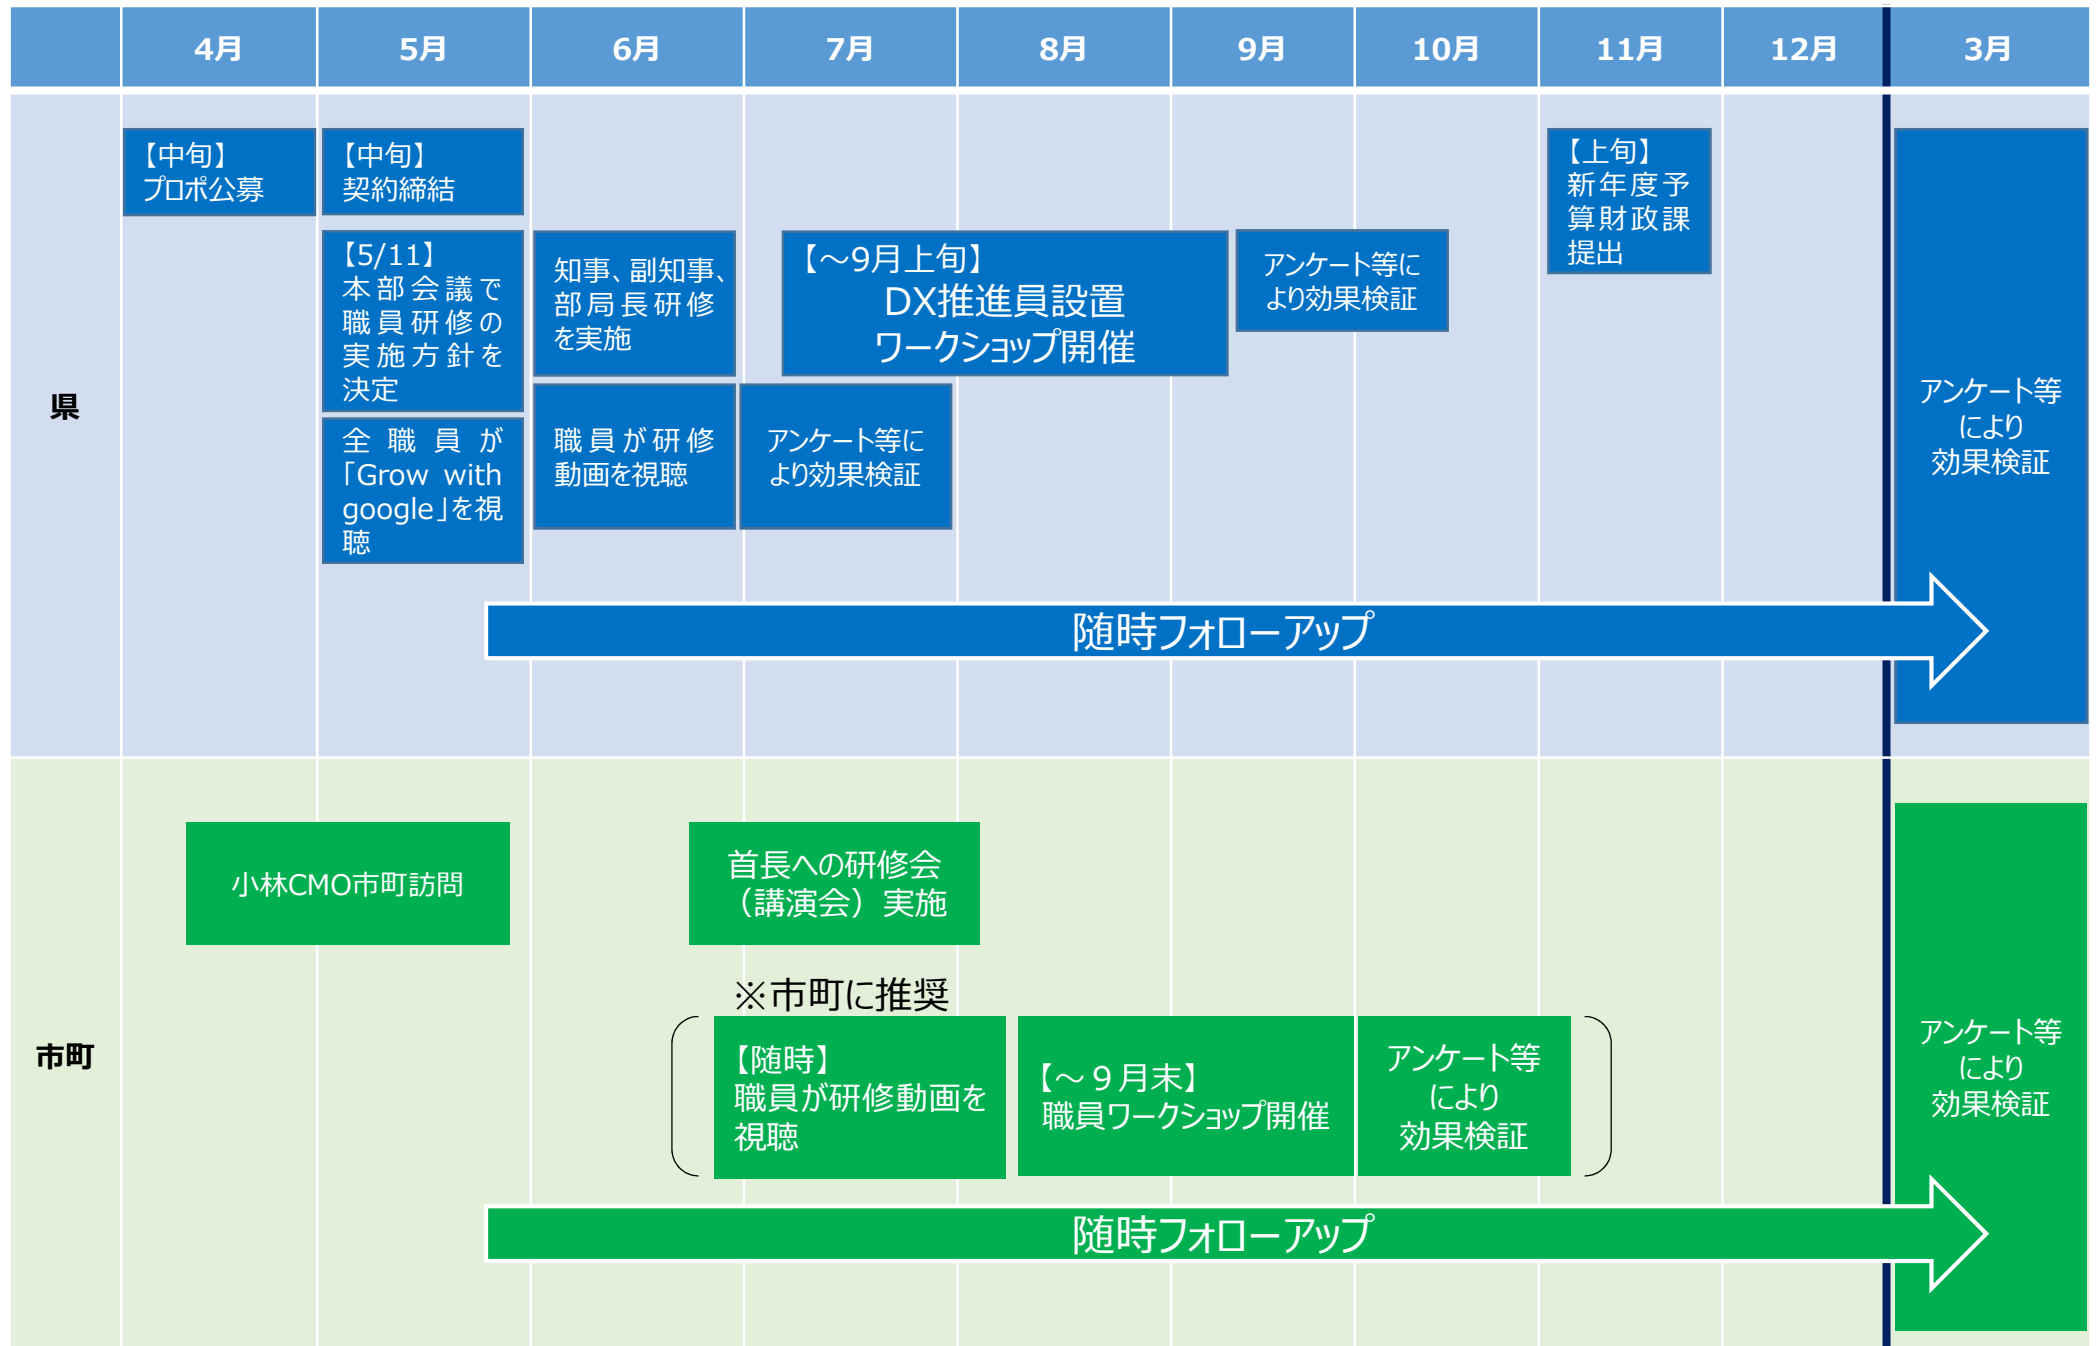 4月
5月
6月
7月
8月
9月
10月
11月
12月
3月
県
【中旬】
プロポ公募
【中旬】
契約締結
【5/11】
本部会議で
職員研修の
実施方針を
決定
全職員が
「Grow with
google」を視
聴
知事、副知事、
部局長研修
を実施
職員が研修
動画を視聴
アンケート等に
より効果検証
【～9月上旬】
DX推進員設置
ワークショップ開催
アンケート等に
より効果検証
【上旬】
新年度予
算財政課
提出
アンケート等
により
効果検証
随時フォローアップ
市町
小林CMO市町訪問
首長への研修会
（講演会）実施
※市町に推奨
【随時】
職員が研修動画を
視聴
【～９月末】
職員ワークショップ開催
アンケート等
により
効果検証
アンケート等
により
効果検証
随時フォローアップ